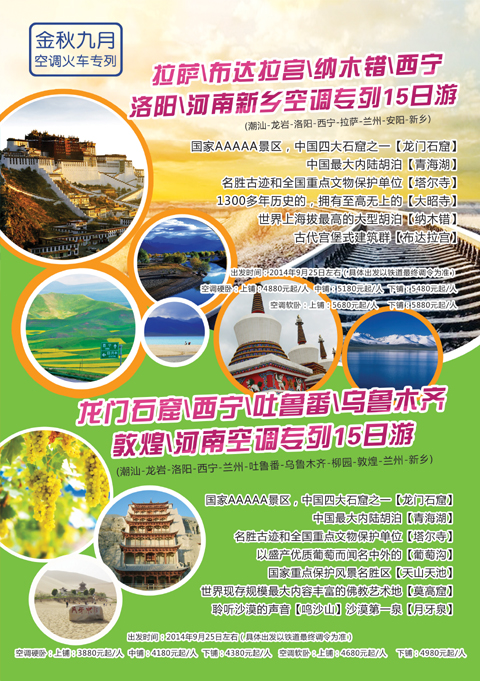 金秋九月
空调火车专列
拉萨\布达拉宫\纳木错\西宁
洛阳\河南新乡空调专列15日游
(潮汕-龙岩-洛阳-西宁-拉萨-兰州-安阳-新乡)
国家AAAAA景区，中国四大石窟之一【龙门石窟】
中国最大内陆胡泊【青海湖】
名胜古迹和全国重点文物保护单位【塔尔寺】
1300多年历史的，拥有至高无上的【大昭寺】
世界上海拔最高的大型胡泊【纳木错】
古代宫堡式建筑群【布达拉宫】
出发时间：2014年9月25日左右(具体出发以铁道最终调令为准)
空调硬卧：上铺：4880元起/人 中铺：5180元起/人 下铺：5480元起/人
空调软卧：上铺：5680元起/人 下铺：5880元起/人
龙门石窟\西宁\吐鲁番\乌鲁木齐
敦煌\河南空调专列15日游
(潮汕-龙岩-洛阳-西宁-兰州-吐鲁番-乌鲁木齐-柳园-敦煌-兰州-新乡)
国家AAAAA景区，中国四大石窟之一【龙门石窟】
中国最大内陆胡泊【青海湖】
名胜古迹和全国重点文物保护单位【塔尔寺】
以盛产优质葡萄而闻名中外的【葡萄沟】
国家重点保护风景名胜区【天山天池】
世界现存规模最大内容丰富的佛教艺术地【莫高窟】
聆听沙漠的声音【鸣沙山】沙漠第一泉【月牙泉】
出发时间：2014年9月25日左右(具体出发以铁道最终调令为准)
空调硬卧：上铺：3880元起/人 中铺：4180元起/人 下铺：4380元起/人 空调软卧：上铺：4680元起/人 下铺：4980元起/人